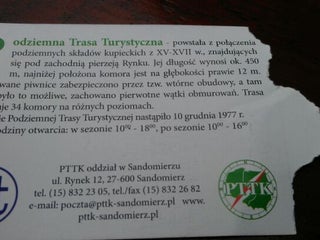 odziemna Trasa Turystyczna - powstała z połączenia
podziemnych składów kupieckich z XV-XVII w., znajdujących
się pod zachodnią pierzeją Rynku. Jej długość wynosi ok. 450
m, najniżej położona komora jest na głębokości prawie 12 m.
wane piwnice zabezpieczono przez tzw. wtórne obudowy, a tam
było to możliwe, zachowano pierwotne wątki obmurowań. Trasa
uje 34 komory na różnych poziomach.
ie Podziemnej Trasy Turystycznej nastąpiło 10 grudnia 1977 r.
odziny otwarcia: w sezonie 10⁰⁰ - 18⁰⁰, po sezonie 10⁰⁰ - 16⁰⁰.
PTTK oddział w Sandomierzu
ul. Rynek 12, 27-600 Sandomierz
tel. (15) 832 23 05, tel./fax (15) 832 26 82
e-mail: poczta@pttk-sandomierz.pl www.
pttk-sandomierz.pl
PTTK